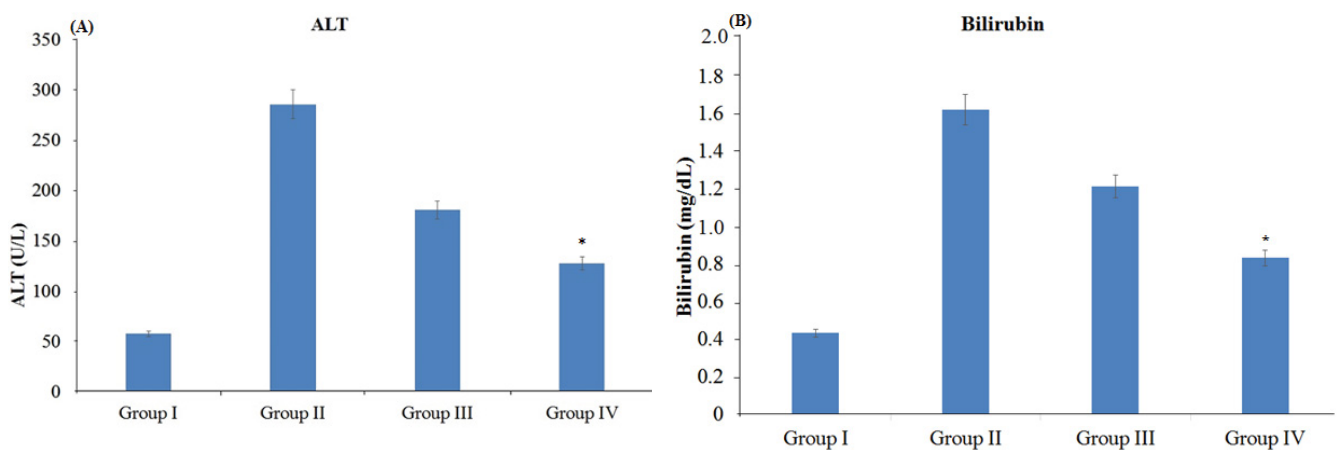 (A)
ALT
350
300
250
200
150
100
50
0
ALT (U/L)
*
Group I Group II Group III Group IV
(B)
Bilirubin
2.0
1.8
1.6
1.4
1.2
1.0
0.8
0.6
0.4
0.2
0
Bilirubin (mg/dL)
*
Group I Group II Group III Group IV